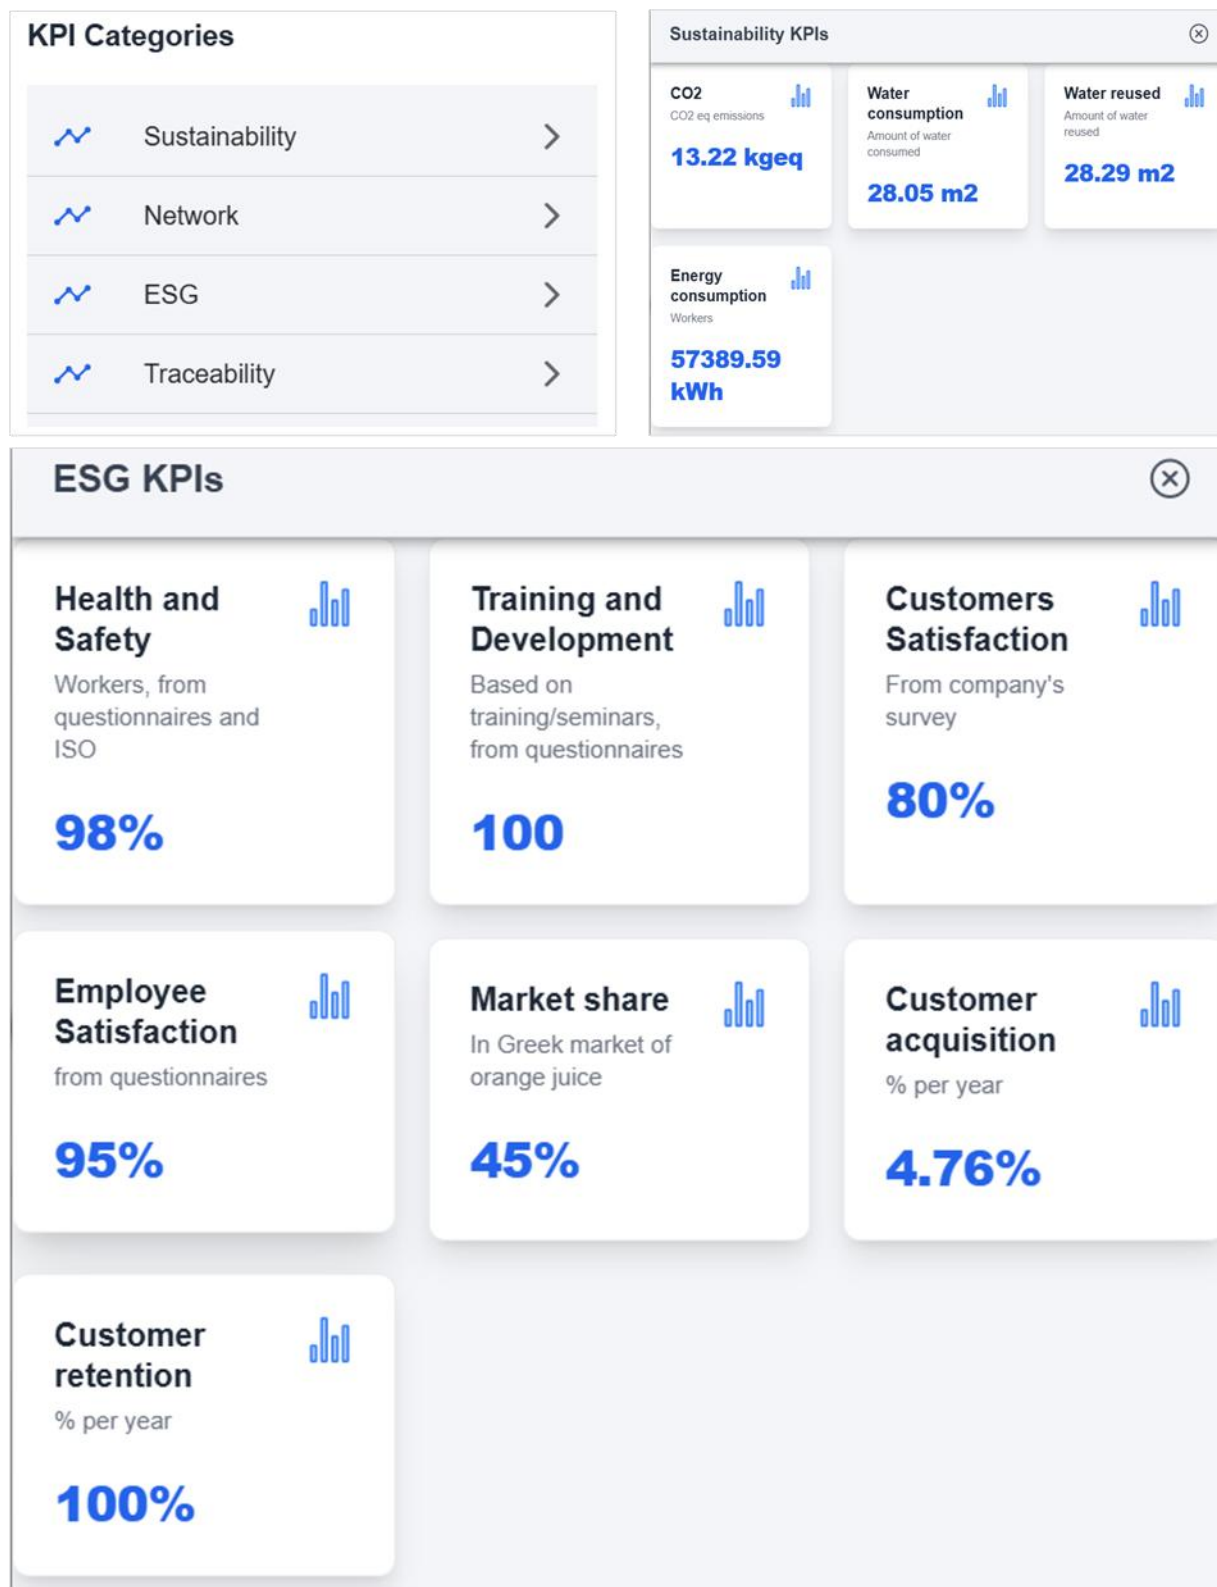 KPI Categories
Sustainability
Network
ESG
Traceability
Sustainability KPIs
CO2
CO2 eq emissions
13.22 kgeq
Water
consumption
Amount of water
consumed
28.05 m2
Water reused
Amount of water
reused
28.29 m2
Energy
consumption
Workers
57389.59
kWh
ESG KPIs
Health and
Safety
Workers, from
questionnaires and
ISO
98%
Training and
Development
Based on
training/seminars,
from questionnaires
100
Customers
Satisfaction
From company's
survey
80%
Employee
Satisfaction
from questionnaires
95%
Market share
In Greek market of
orange juice
45%
Customer
acquisition
% per year
4.76%
Customer
retention
% per year
100%